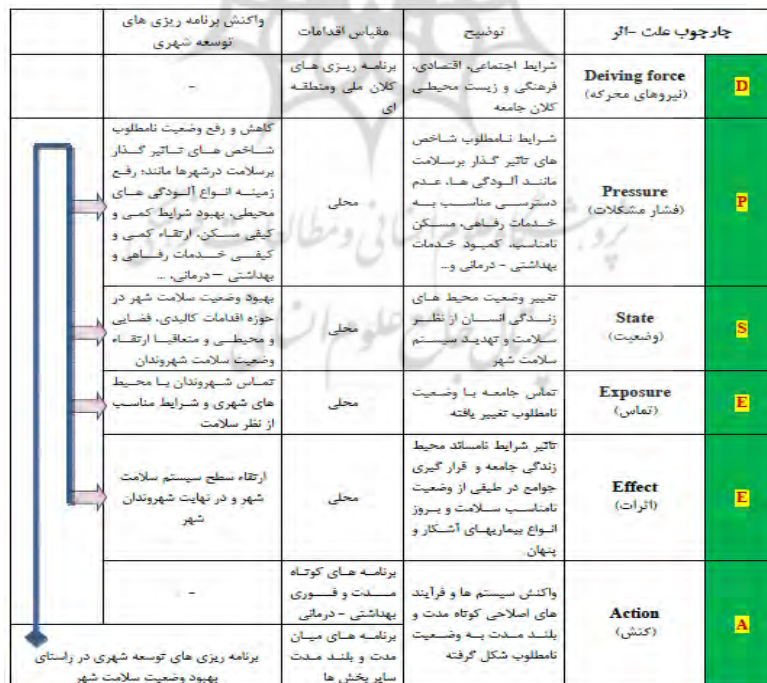 چارچوب علت –اثر
توضیح
مقیاس اقدامات
واکنش برنامه ریزی های
توسعه شهری
D
Deiving force
(نیروهای محرکه)
شرایط اجتماعی، اقتصادی،
فرهنگی و زیست محیطی
کلان جامعه
برنامه ریزی های
کلان ملی ومنطقه
ای
-
P
Pressure
(فشار مشکلات)
شرایط نامطلوب شاخص
های تاثیر گذار برسلامت
مانند آلودگی ها، عدم
دسترسی مناسب به
خدمات رفاهی، مسکن
نامناسب، کمبود خدمات
بهداشتی - درمانی و...
محلی
کاهش و رفع وضعیت نامطلوب
شاخص های تاثیر گذار
برسلامت درشهرها مانند؛ رفع
زمینه انواع آلودگی های
محیطی، بهبود شرایط کمی و
کیفی مسکن، ارتقاء کمی و
کیفی خدمات رفاهی و
بهداشتی – درمانی، ...
S
State
(وضعیت)
تغییر وضعیت محیط های
زندگی انسان از نظر
سلامت و تهدید سیستم
سلامت شهر
محلی
بهبود وضعیت سلامت شهر در
حوزه اقدامات کالبدی، فضایی
و محیطی و متعاقبا ارتقاء
وضعیت سلامت شهروندان
E
Exposure
(تماس)
تماس جامعه با وضعیت
نامطلوب تغییر یافته
محلی
تماس شهروندان با محیط
های شهری و شرایط مناسب
از نظر سلامت
E
Effect
(اثرات)
تاثیر شرایط نامساعد محیط
زندگی جامعه و قرار گیری
جوامع در طیقی از وضعیت
نامناسب سلامت و بروز
انواع بیماریهای آشکار و
پنهان
محلی
ارتقاء سطح سیستم سلامت
شهر و در نهایت شهروندان
شهر
A
Action
(کنش)
واکنش سیستم ها و فرآیند
های اصلاحی کوتاه مدت و
بلند مدت به وضعیت
نامطلوب شکل گرفته
برنامه های کوتاه
مدت و فوری
بهداشتی - درمانی
-
برنامه های میان
مدت و بلند مدت
سایر بخش ها
برنامه ریزی های توسعه شهری در راستای
بهبود وضعیت سلامت شهر
پژوهشگاه علوم انسانی و مطالعات فرهنگی